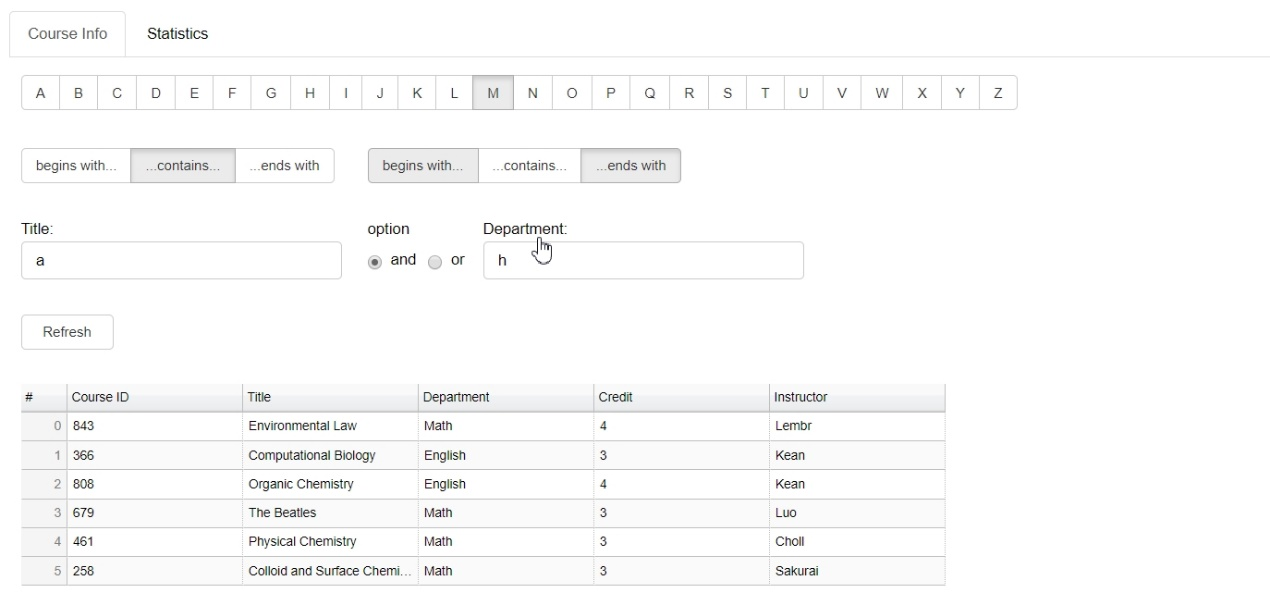 Course Info Statistics
A B C D E F G H I J K L M N O P Q R S T U V W X Y Z
begins with... ...contains... ...ends with begins with... ...contains... ...ends with
Title: option Department:
a and or h
Refresh
# Course ID Title Department Credit Instructor
0 843 Environmental Law Math 4 Lembr
1 366 Computational Biology English 3 Kean
2 808 Organic Chemistry English 4 Kean
3 679 The Beatles Math 3 Luo
4 461 Physical Chemistry Math 3 Choll
5 258 Colloid and Surface Chemi... Math 3 Sakurai